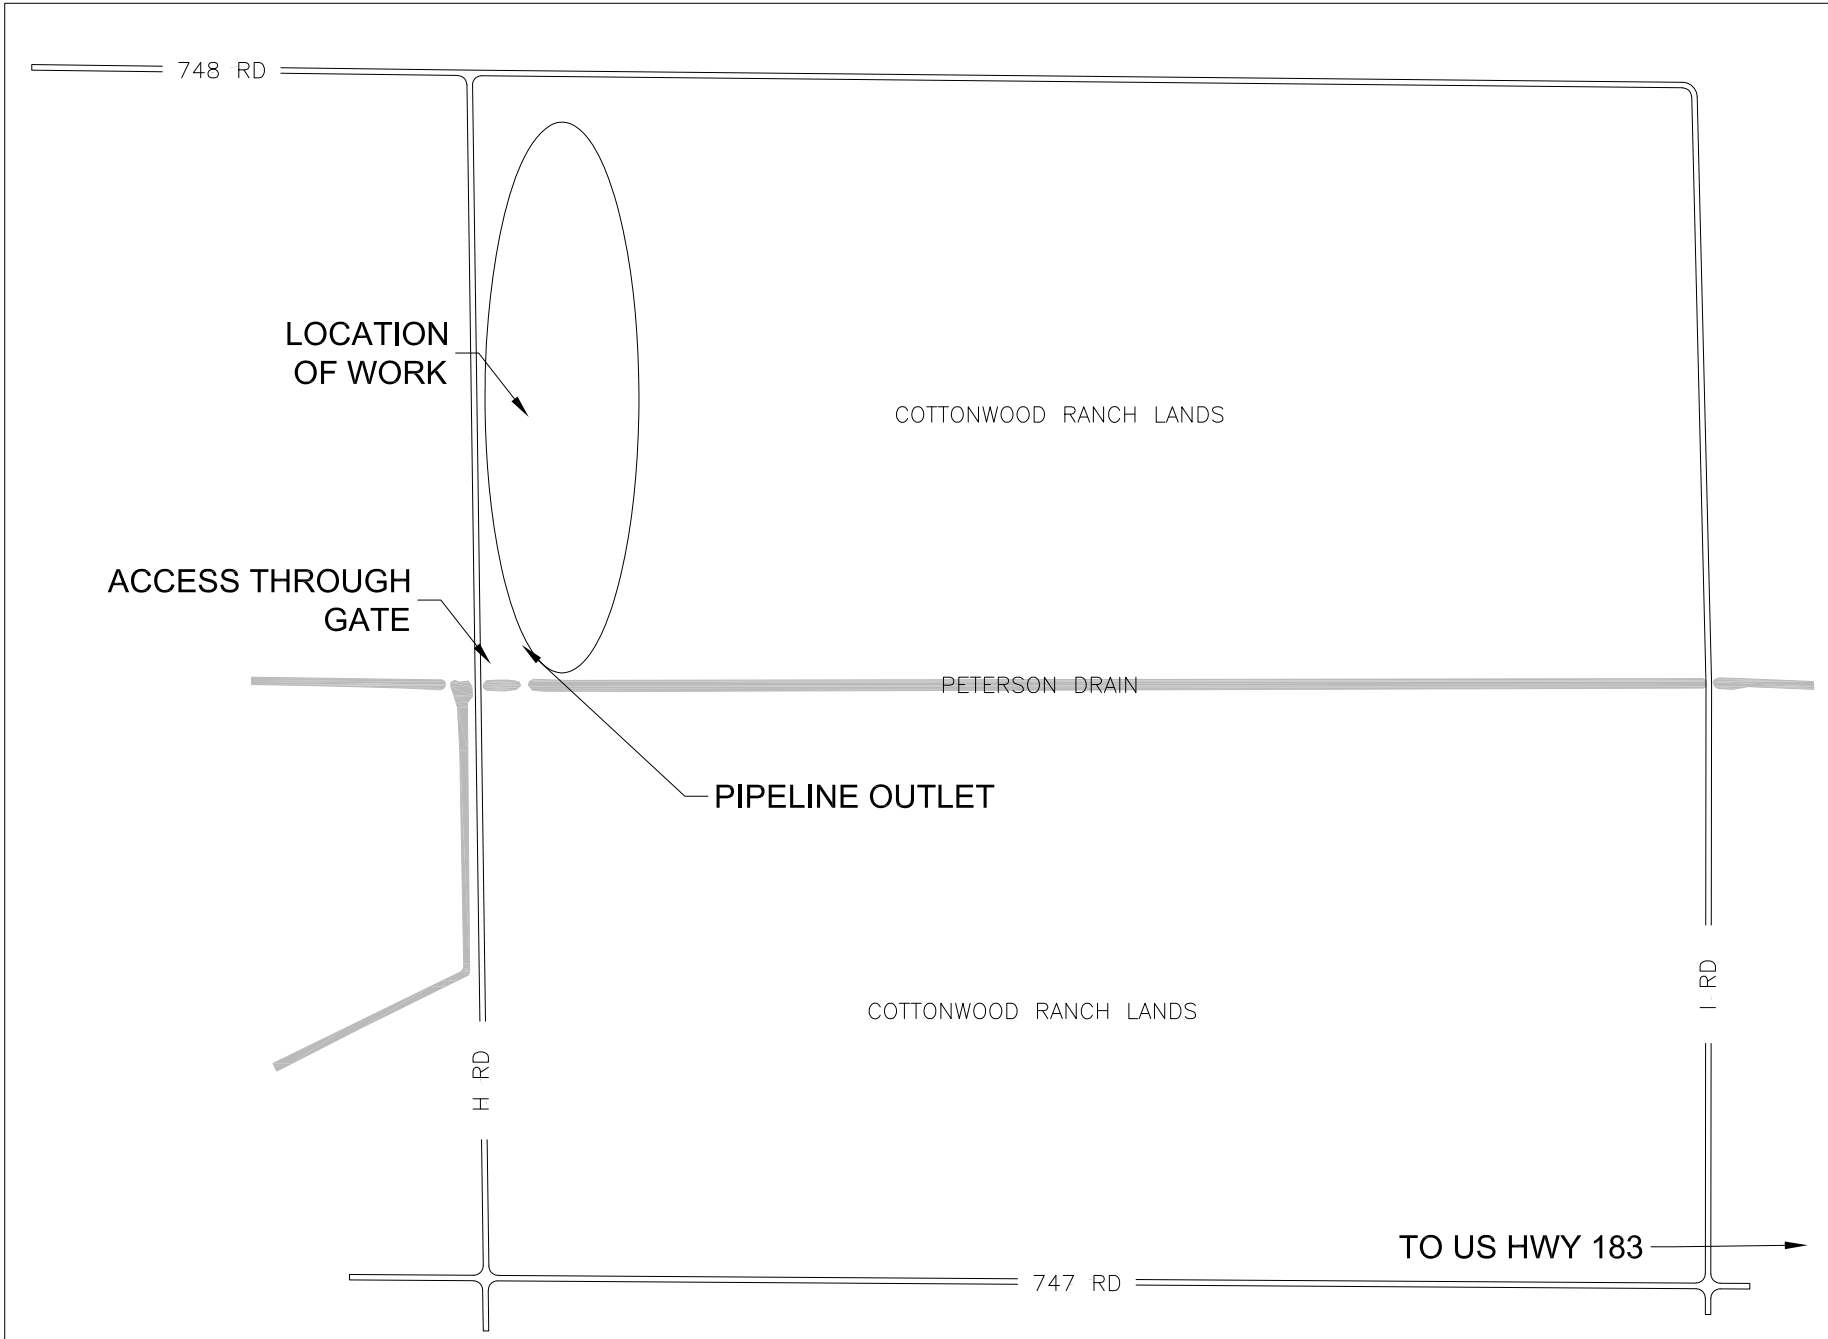 748 RD
LOCATION
OF WORK
COTTONWOOD RANCH LANDS
ACCESS THROUGH
GATE
PETERSON DRAIN
PIPELINE OUTLET
I RD
COTTONWOOD RANCH LANDS
H RD
TO US HWY 183
747 RD